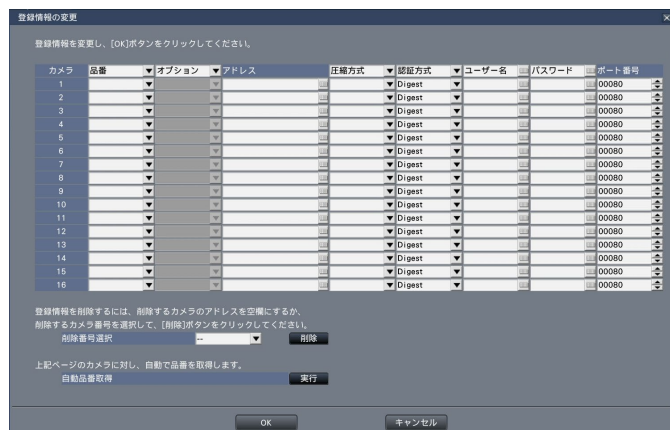 登録情報の変更
登録情報を変更し、[OK]ボタンをクリックしてください。
カメラ 品番 オプション アドレス 圧縮方式 認証方式 ユーザー名 パスワード ポート番号
1 Digest 00080
2 Digest 00080
3 Digest 00080
4 Digest 00080
5 Digest 00080
6 Digest 00080
7 Digest 00080
8 Digest 00080
9 Digest 00080
10 Digest 00080
11 Digest 00080
12 Digest 00080
13 Digest 00080
14 Digest 00080
15 Digest 00080
16 Digest 00080
登録情報を削除するには、削除するカメラのアドレスを空欄にするか、
削除するカメラ番号を選択して、[削除]ボタンをクリックしてください。
削除番号選択 -- 削除
上記ページのカメラに対し、自動で品番を取得します。
自動品番取得 実行
OK キャンセル